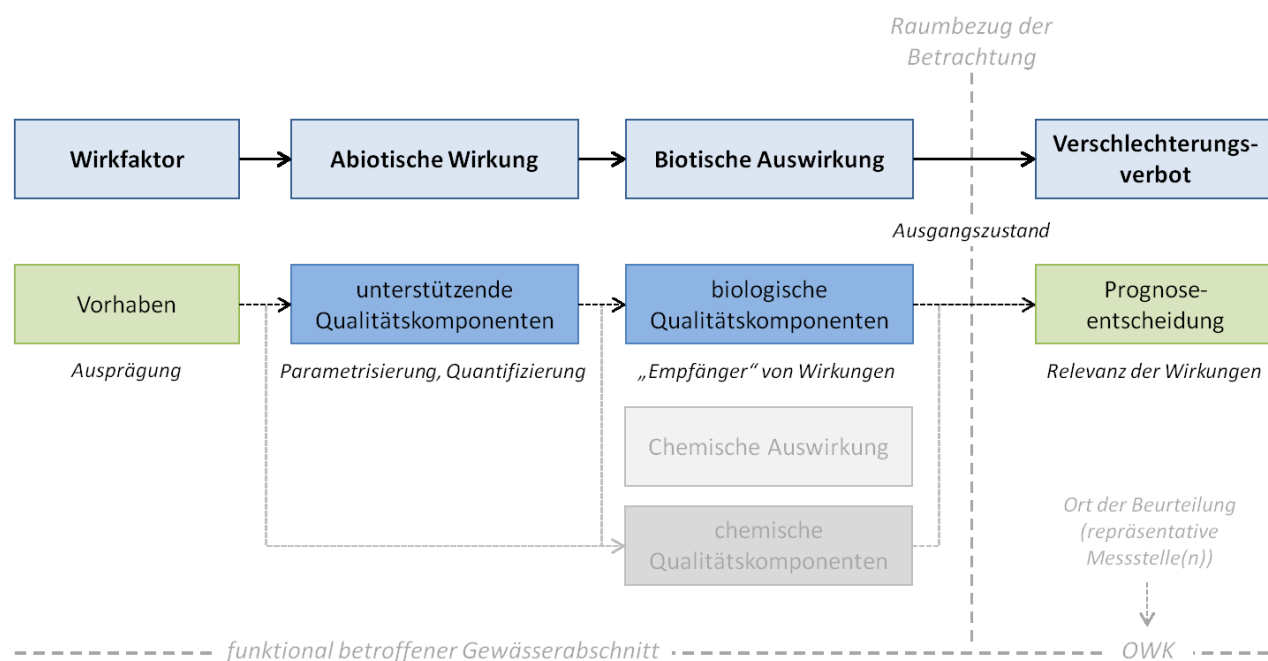 Raumbezug der
Betrachtung
Wirkfaktor
Abiotische Wirkung
Biotische Auswirkung
Verschlechterungs-
verbot
Ausgangszustand
Vorhaben
unterstützende
Qualitätskomponenten
biologische
Qualitätskomponenten
Prognose-
entscheidung
Ausprägung
Parametrisierung, Quantifizierung
„Empfänger“ von Wirkungen
Relevanz der Wirkungen
Chemische Auswirkung
chemische
Qualitätskomponenten
Ort der Beurteilung
(repräsentative
Messstelle(n))
funktional betroffener Gewässerabschnitt
OWK